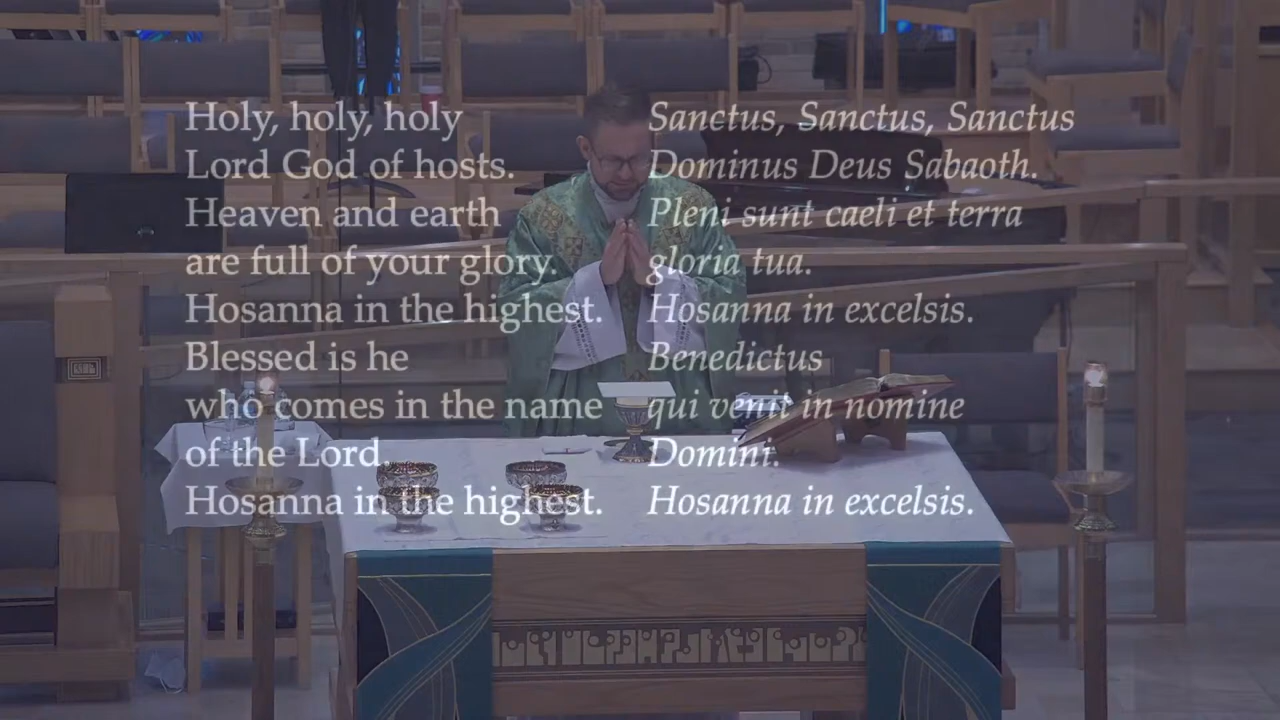 Holy, holy, holy
Lord God of hosts.
Heaven and earth
are full of your glory.
Hosanna in the highest.
Blessed is he
who comes in the name
of the Lord.
Hosanna in the highest.
Sanctus, Sanctus, Sanctus
Dominus Deus Sabaoth.
Pleni sunt caeli et terra
gloria tua.
Hosanna in excelsis.
Benedictus
qui venit in nomine
Domini.
Hosanna in excelsis.